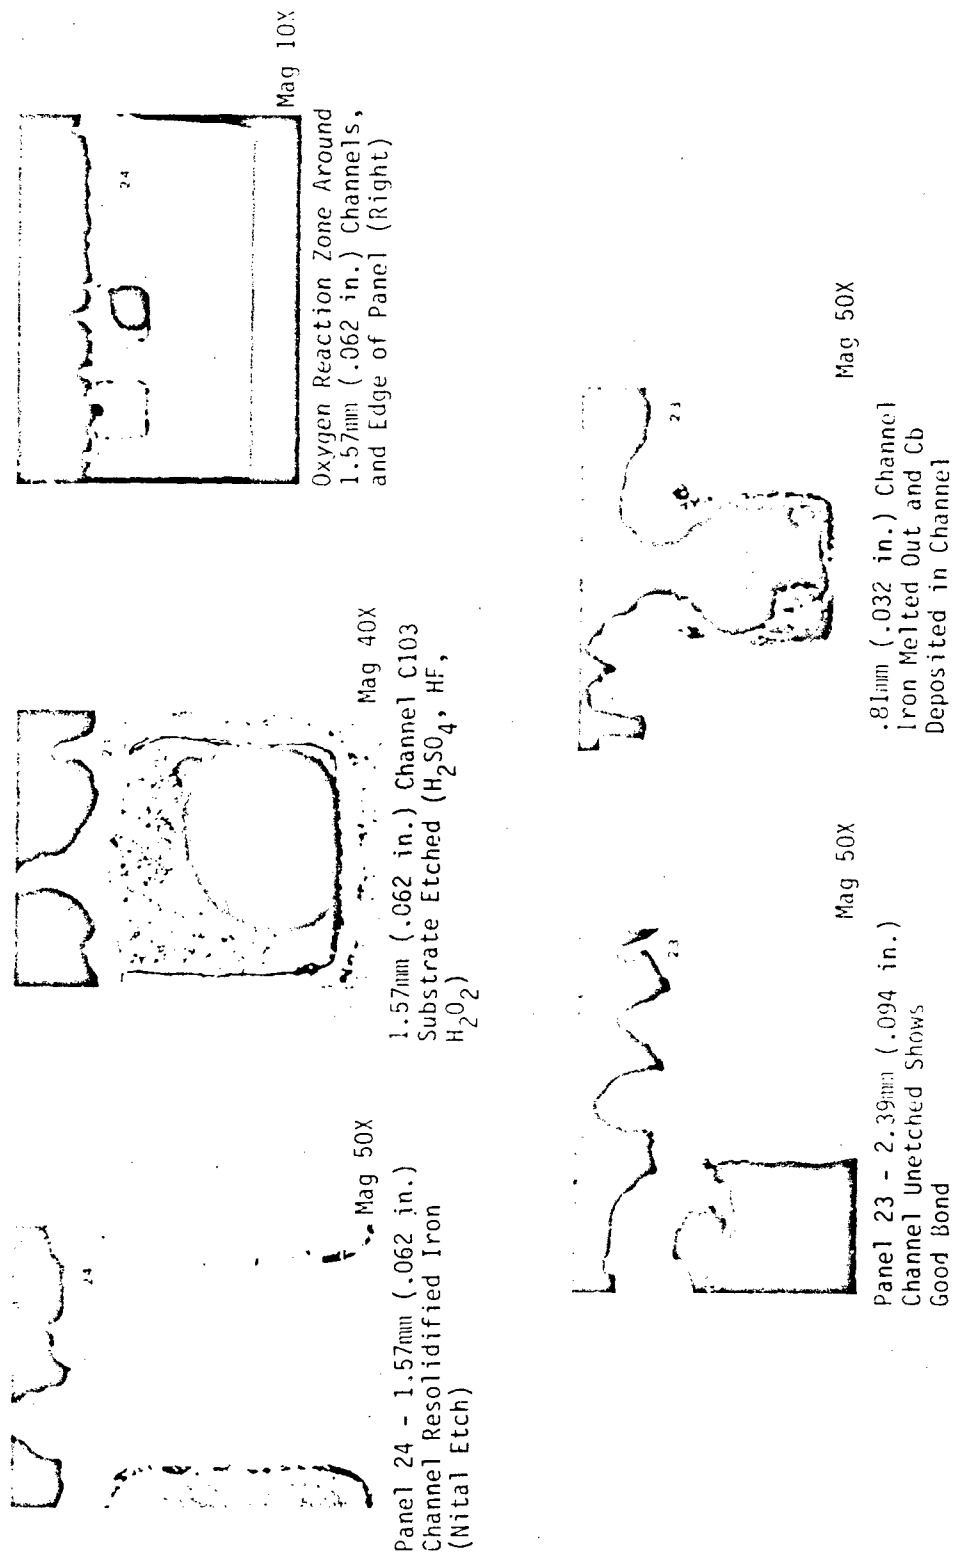 24
Mag 50X
Panel 24 - 1.57mm (.062 in.)
Channel Resolidified Iron
(Nital Etch)
23
Mag 40X
1.57mm (.062 in.) Channel C103
Substrate Etched (H2SO4, HF,
H2O2)
24
Mag 10X
Oxygen Reaction Zone Around
1.57mm (.062 in.) Channels,
and Edge of Panel (Right)
23
Mag 50X
Panel 23 - 2.39mm (.094 in.)
Channel Unetched Shows
Good Bond
23
Mag 50X
.81mm (.032 in.) Channel
Iron Melted Out and Cb
Deposited in Channel